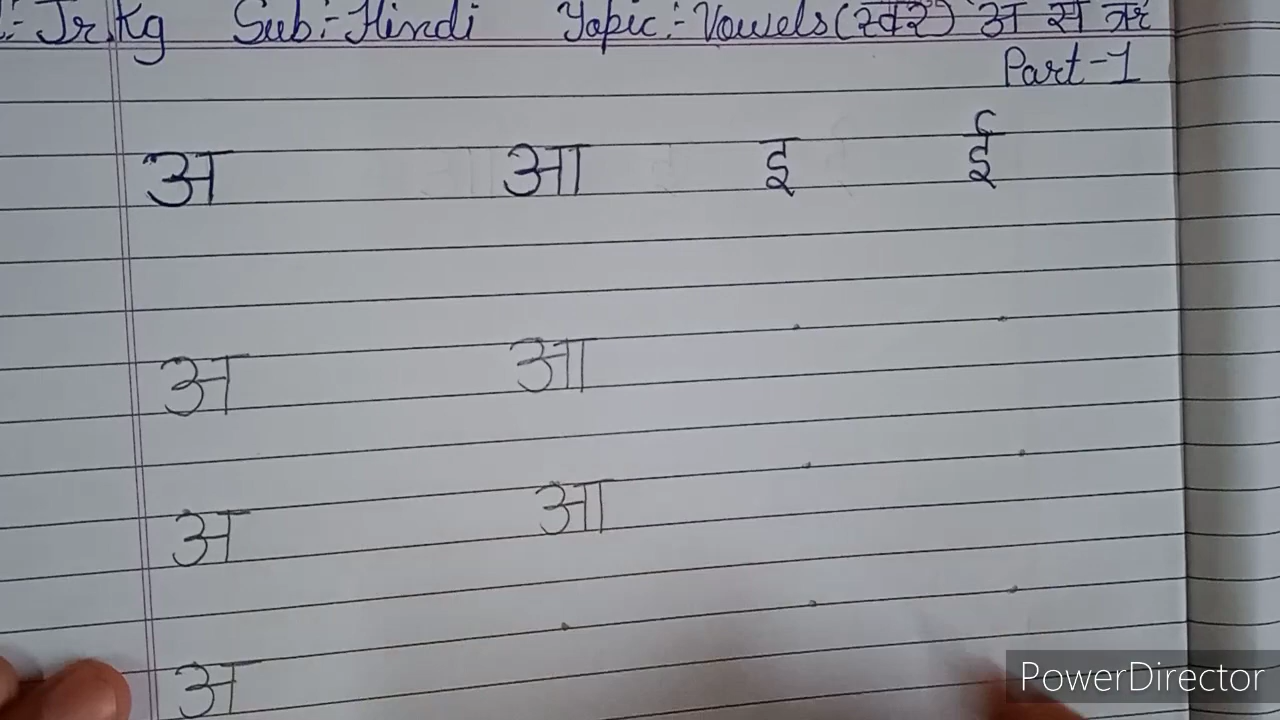 :- Jr.Kg Sub:- Hindi Topic:- Vowels (स्वर) अ से ऋ
Part-1
अ आ इ ई
अ आ
अ आ
अ
PowerDirector